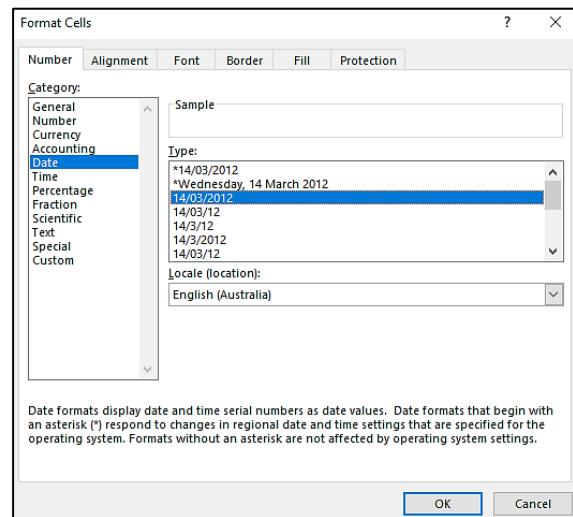 Format Cells ? ×
Number Alignment Font Border Fill Protection
Category:
General
Number
Currency
Accounting
Date
Time
Percentage
Fraction
Scientific
Text
Special
Custom
Sample
Type:
*14/03/2012
*Wednesday, 14 March 2012
14/03/2012
14/03/12
14/3/12
14/3/2012
14/03/12
Locale (location):
English (Australia)
Date formats display date and time serial numbers as date values. Date formats that begin with
an asterisk (*) respond to changes in regional date and time settings that are specified for the
operating system. Formats without an asterisk are not affected by operating system settings.
OK Cancel